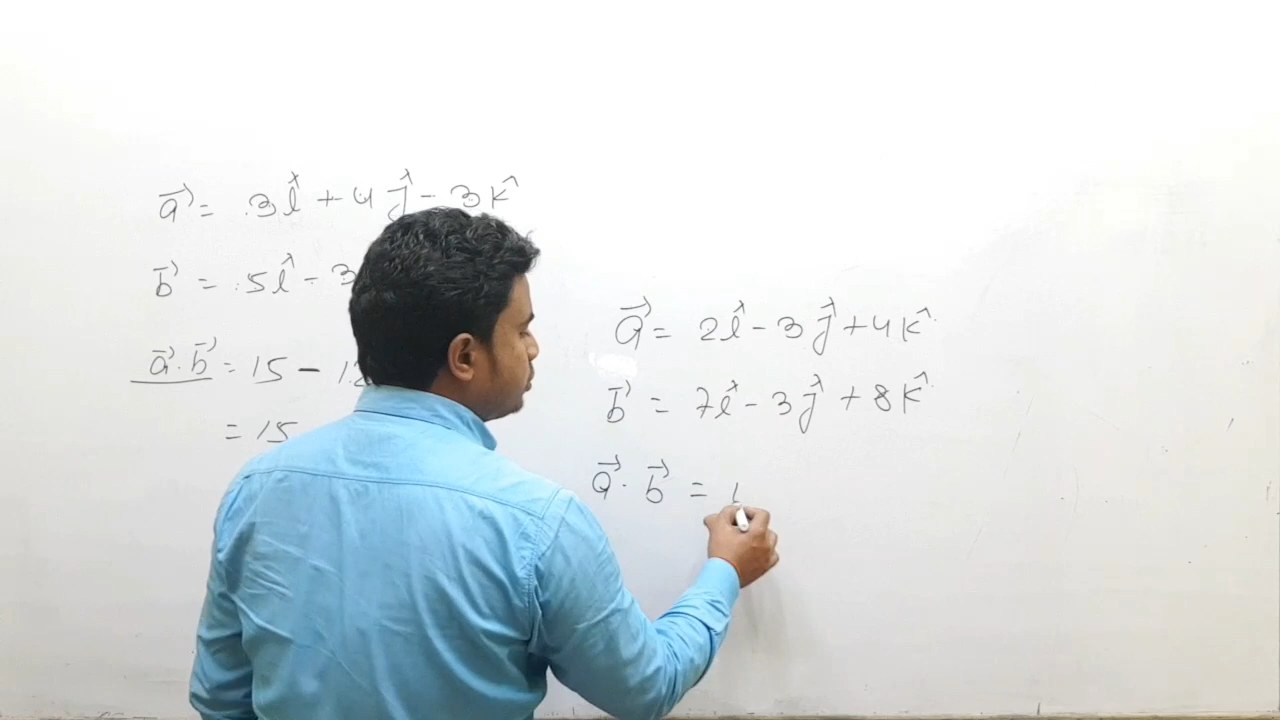 a⃗ = 3î + 4ĵ - 3k̂
b⃗ = 5î - 3
a⃗ . b⃗ = 15 - 12
= 15
a⃗ = 2î - 3ĵ + 4k̂
b⃗ = 7î - 3ĵ + 8k̂
a⃗ . b⃗ = 1